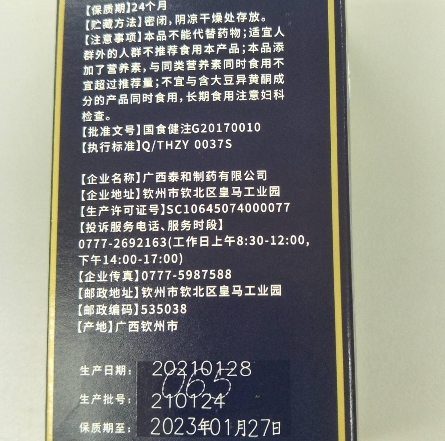 【保质期】24个月
【贮藏方法】密闭,阴凉干燥处存放。
【注意事项】本品不能代替药物;适宜人
群外的人群不推荐食用本产品;本品添
加了营养素,与同类营养素同时食用不
宜超过推荐量;不宜与含大豆异黄酮成
分的产品同时食用,长期食用注意妇科
检查。
【批准文号】国食健注G20170010
【执行标准】Q/THZY 0037S
【企业名称】广西泰和制药有限公司
【企业地址】钦州市钦北区皇马工业园
【生产许可证号】SC10645074000077
【投诉服务电话、服务时段】
0777-2692163(工作日上午8:30-12:00,
下午14:00-17:00)
【企业传真】0777-5987588
【邮政地址】钦州市钦北区皇马工业园
【邮政编码】535038
【产地】广西钦州市
生产日期: 20210128
065
生产批号: 210124
保质期至: 2023年01月27日